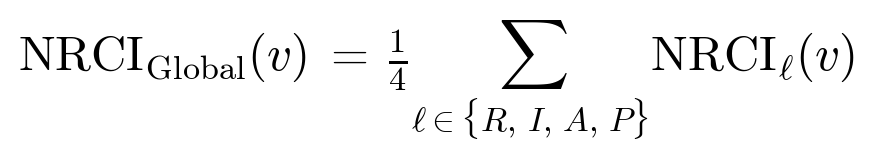 NRCI_Global(v) = 1/4 ∑_{ℓ ∈ {R, I, A, P}} NRCI_ℓ(v)